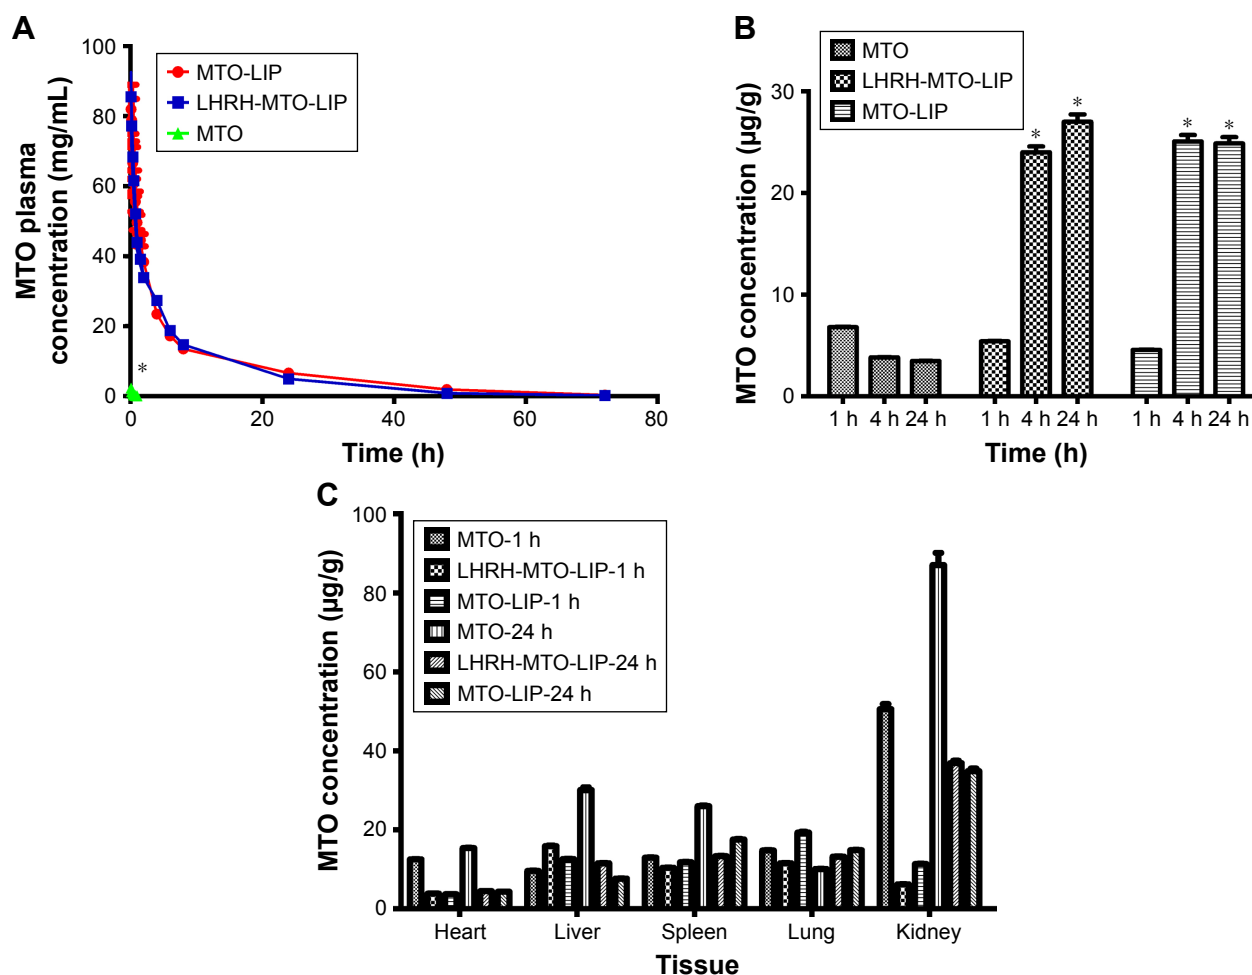 A
MTO plasma
concentration (mg/mL)
100
80
60
40
20
0
MTO-LIP
LHRH-MTO-LIP
MTO
*
0 20 40 60 80
Time (h)
B
MTO concentration (µg/g)
30
20
10
0
MTO
LHRH-MTO-LIP
MTO-LIP
* * * *
1 h 4 h 24 h 1 h 4 h 24 h 1 h 4 h 24 h
Time (h)
C
MTO concentration (µg/g)
100
80
60
40
20
0
MTO-1 h
LHRH-MTO-LIP-1 h
MTO-LIP-1 h
MTO-24 h
LHRH-MTO-LIP-24 h
MTO-LIP-24 h
Heart Liver Spleen Lung Kidney
Tissue